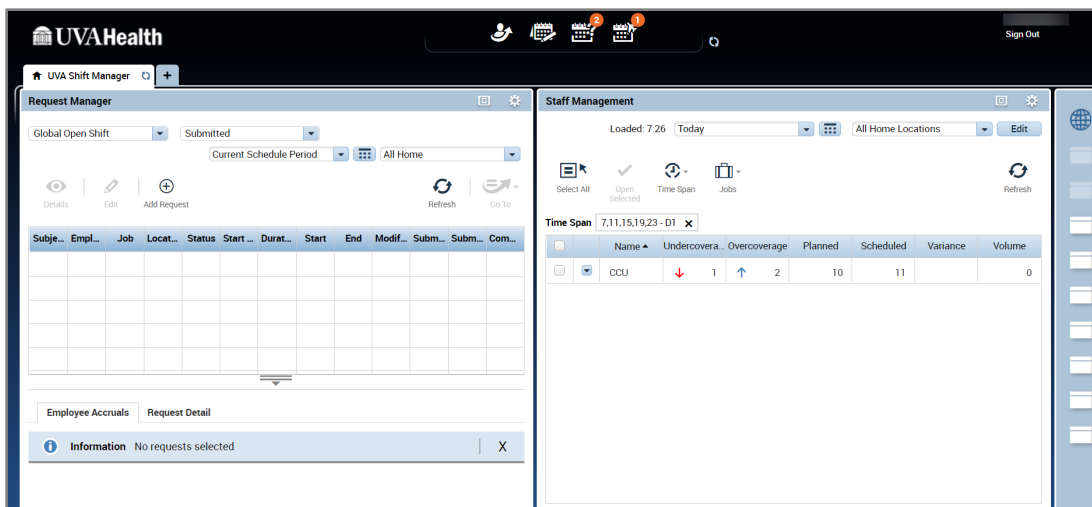 UVAHealth
2
1
Sign Out
UVA Shift Manager
+
Request Manager
Global Open Shift
Submitted
Current Schedule Period
All Home
Details
Edit
Add Request
Refresh
Go To
Subje... Empl... Job Locat... Status Start ... Durat... Start End Modif... Subm... Subm... Com...
Employee Accruals
Request Detail
Information No requests selected
X
Staff Management
Loaded: 7:26 Today
All Home Locations
Edit
Select All
Open Selected
Time Span
Jobs
Refresh
Time Span 7,11,15,19,23 - D1 x
Name Undercovera... Overcoverage Planned Scheduled Variance Volume
CCU 1 2 10 11 0